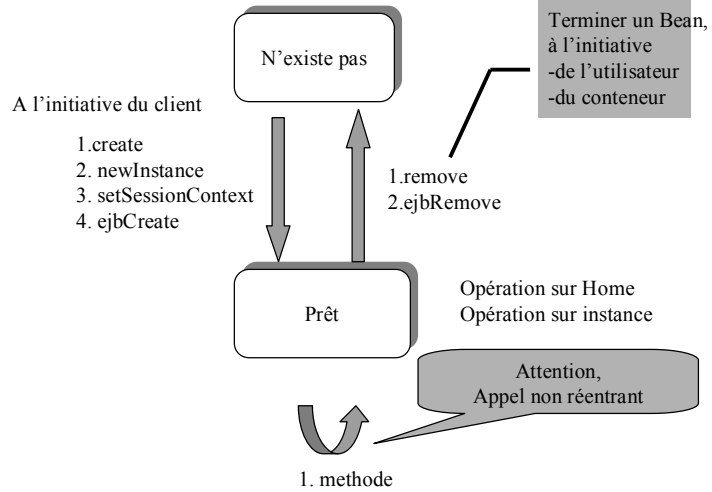 N'existe pas
Terminer un Bean,
à l'initiative
-de l'utilisateur
-du conteneur
A l'initiative du client
1.create
2. newInstance
3. setSessionContext
4. ejbCreate
1.remove
2.ejbRemove
Prêt
Opération sur Home
Opération sur instance
Attention,
Appel non réentrant
1. methode